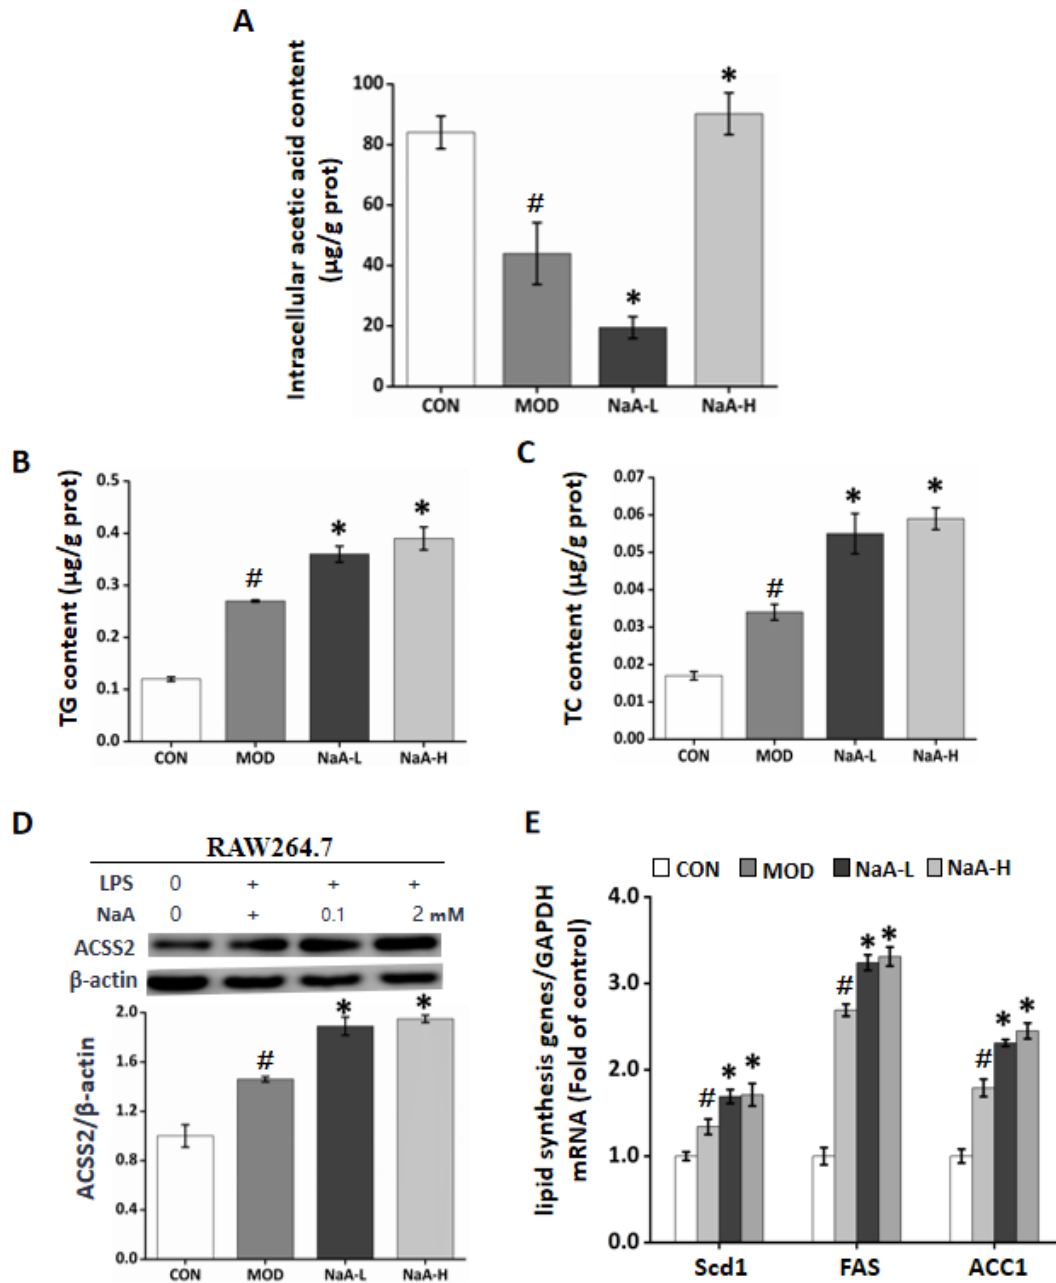 A
Intracellular acetic acid content
(μg/g prot)
100
80
60
40
20
0
#
*
*
CON MOD NaA-L NaA-H
B
TG content (μg/g prot)
0.5
0.4
0.3
0.2
0.1
0.0
#
*
*
CON MOD NaA-L NaA-H
C
TC content (μg/g prot)
0.07
0.06
0.05
0.04
0.03
0.02
0.01
0.00
#
*
*
CON MOD NaA-L NaA-H
D
RAW264.7
LPS 0 + + +
NaA 0 + 0.1 2 mM
ACSS2
β-actin
ACSS2/β-actin
2.0
1.6
1.2
0.8
0.4
0.0
#
*
*
CON MOD NaA-L NaA-H
E
CON MOD NaA-L NaA-H
lipid synthesis genes/GAPDH
mRNA (Fold of control)
4.0
3.0
2.0
1.0
0.0
# * *
# * *
# * *
Scd1 FAS ACC1